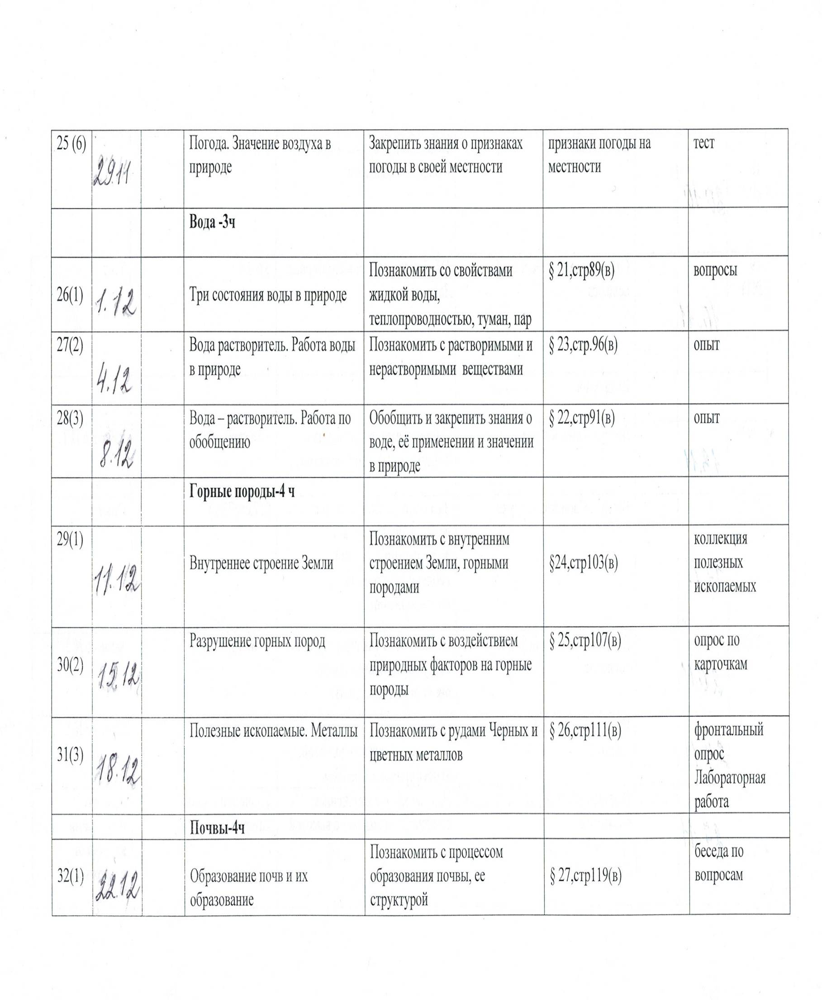 25 (6)
29.11
Погода. Значение воздуха в
природе
Закрепить знания о признаках
погоды в своей местности
признаки погоды на
местности
тест
Вода -3ч
26(1)
1.12
Три состояния воды в природе
Познакомить со свойствами
жидкой воды,
теплопроводностью, туман, пар
§ 21,стр89(в)
вопросы
27(2)
4.12
Вода растворитель. Работа воды
в природе
Познакомить с растворимыми и
нерастворимыми веществами
§ 23,стр.96(в)
опыт
28(3)
8.12
Вода – растворитель. Работа по
обобщению
Обобщить и закрепить знания о
воде, её применении и значении
в природе
§ 22,стр91(в)
опыт
Горные породы-4 ч
29(1)
11.12
Внутреннее строение Земли
Познакомить с внутренним
строением Земли, горными
породами
§24,стр103(в)
коллекция
полезных
ископаемых
30(2)
15.12
Разрушение горных пород
Познакомить с воздействием
природных факторов на горные
породы
§ 25,стр107(в)
опрос по
карточкам
31(3)
18.12
Полезные ископаемые. Металлы
Познакомить с рудами Черных и
цветных металлов
§ 26,стр111(в)
фронтальный
опрос
Лабораторная
работа
Почвы-4ч
32(1)
22.12
Образование почв и их
образование
Познакомить с процессом
образования почвы, ее
структурой
§ 27,стр119(в)
беседа по
вопросам